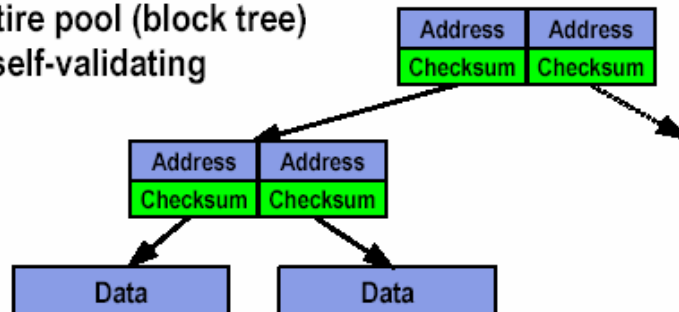 tire pool (block tree)
self-validating
Address Address
Checksum Checksum
Address Address
Checksum Checksum
Data Data